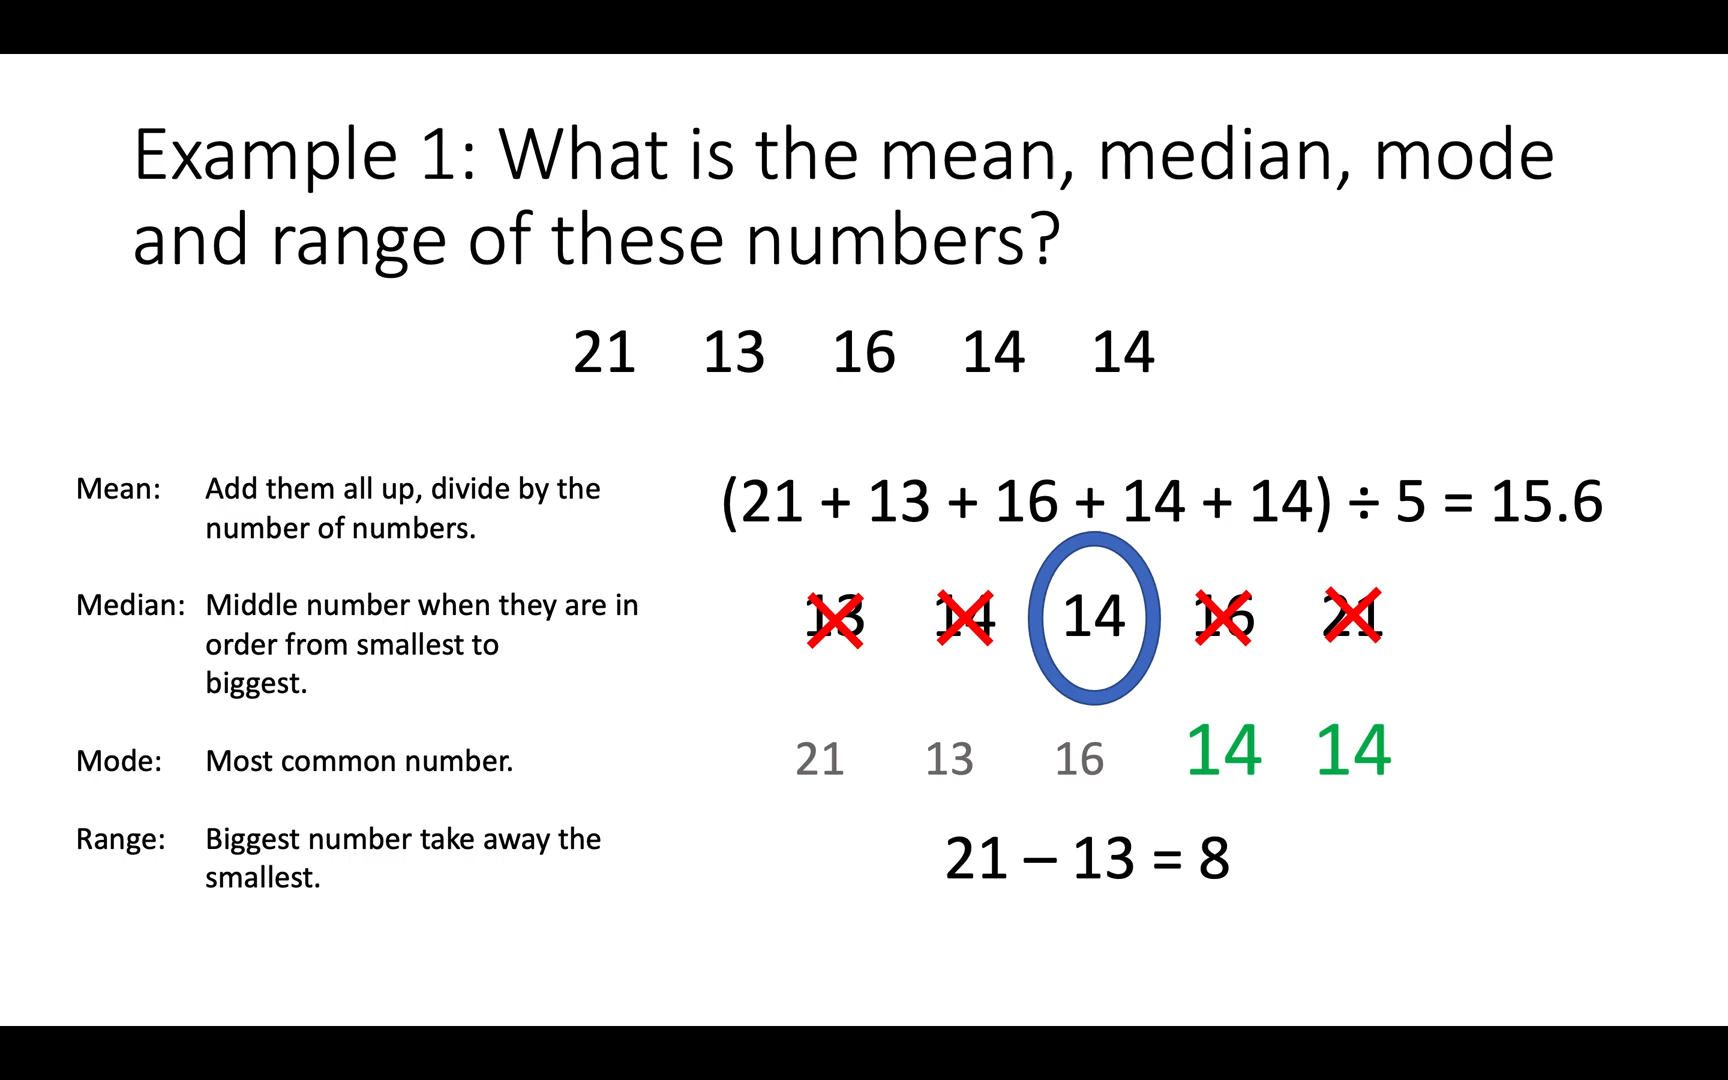 Example 1: What is the mean, median, mode
and range of these numbers?
21 13 16 14 14
Mean: Add them all up, divide by the
number of numbers.
(21 + 13 + 16 + 14 + 14) ÷ 5 = 15.6
Median: Middle number when they are in
order from smallest to
biggest.
13 14 14 16 21
Mode: Most common number.
21 13 16 14 14
Range: Biggest number take away the
smallest.
21 – 13 = 8